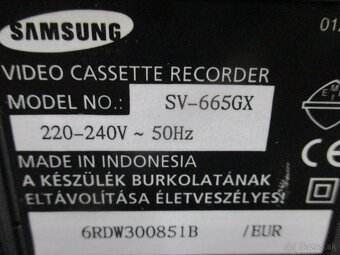 SAMSUNG
VIDEO CASSETTE RECORDER
MODEL NO.: SV-665GX
220-240V ~ 50Hz
MADE IN INDONESIA
A KÉSZÜLÉK BURKOLATÁNAK
ELTÁVOLÍTÁSA ÉLETVESZÉLYES!
6RDW300851B /EUR